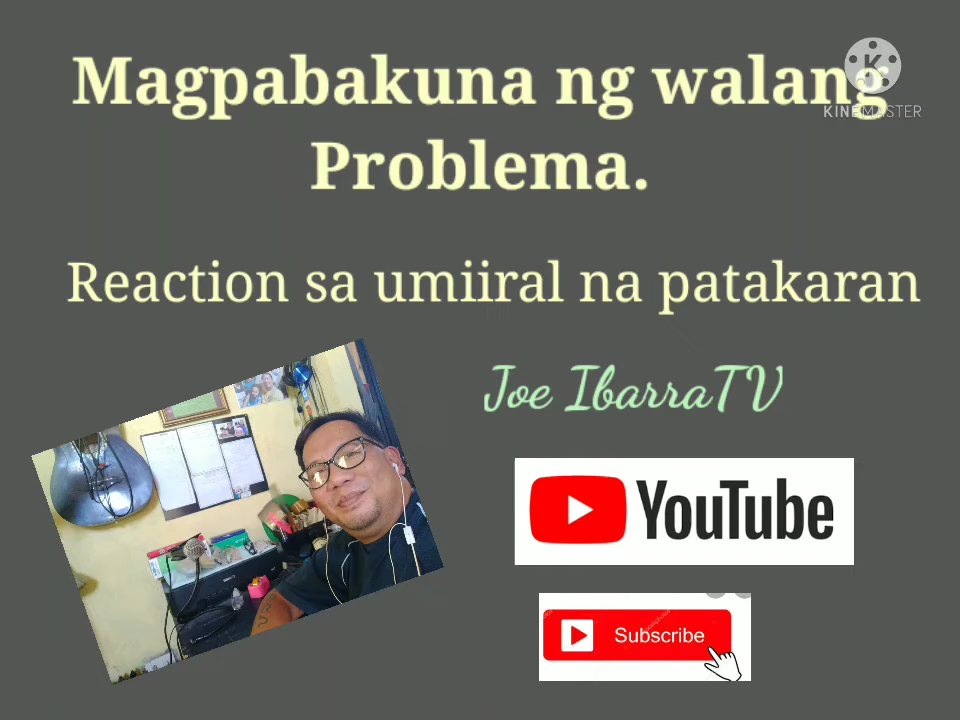 Magpabakuna ng walang
Problema.
KINEMASTER
Reaction sa umiiral na patakaran
Joe IbarraTV
YouTube
Subscribe